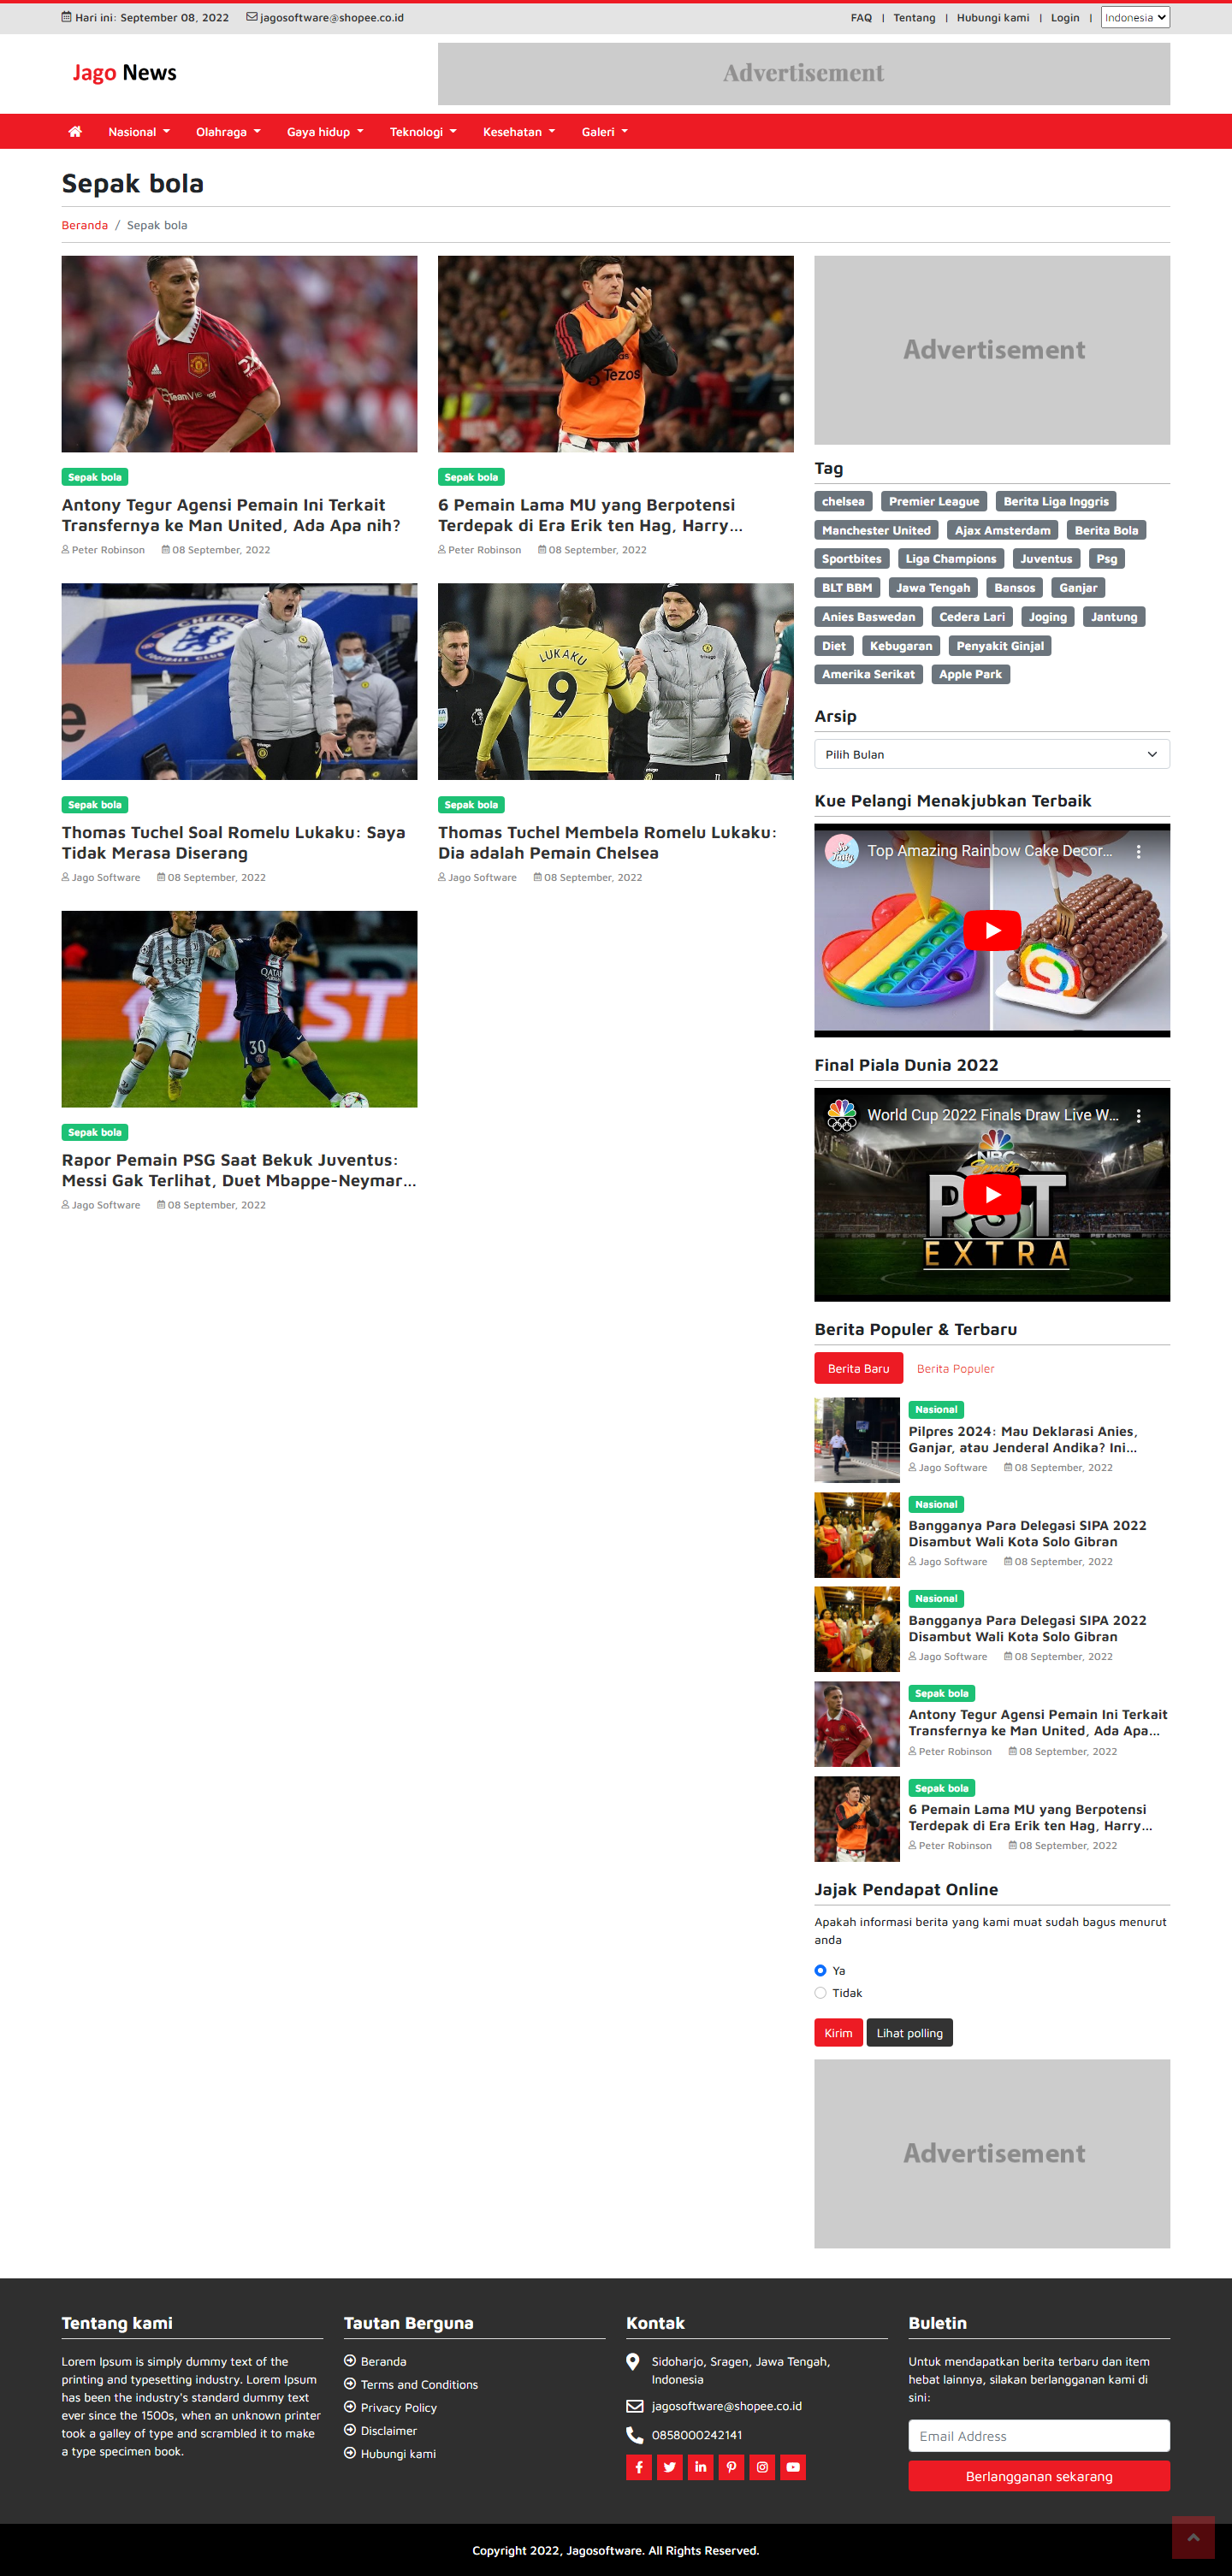 Hari ini: September 08, 2022 jagosoftware@shopee.co.id FAQ | Tentang | Hubungi kami | Login | Indonesia
Jago News
Advertisement
Nasional Olahraga Gaya hidup Teknologi Kesehatan Galeri
Sepak bola
Beranda / Sepak bola
TeamViewer
Sepak bola
Antony Tegur Agensi Pemain Ini Terkait
Transfernya ke Man United, Ada Apa nih?
Peter Robinson 08 September, 2022
Tezos
Sepak bola
6 Pemain Lama MU yang Berpotensi
Terdepak di Era Erik ten Hag, Harry...
Peter Robinson 08 September, 2022
CHELSEA
FOOTBALL CLUB
Sepak bola
Thomas Tuchel Soal Romelu Lukaku: Saya
Tidak Merasa Diserang
Jago Software 08 September, 2022
LUKAKU
9
Sepak bola
Thomas Tuchel Membela Romelu Lukaku:
Dia adalah Pemain Chelsea
Jago Software 08 September, 2022
Jeep
QATAR
17
30
Sepak bola
Rapor Pemain PSG Saat Bekuk Juventus:
Messi Gak Terlihat, Duet Mbappe-Neymar...
Jago Software 08 September, 2022
Advertisement
Tag
chelsea Premier League Berita Liga Inggris
Manchester United Ajax Amsterdam Berita Bola
Sportbites Liga Champions Juventus Psg
BLT BBM Jawa Tengah Bansos Ganjar
Anies Baswedan Cedera Lari Joging Jantung
Diet Kebugaran Penyakit Ginjal
Amerika Serikat Apple Park
Arsip
Pilih Bulan
Kue Pelangi Menakjubkan Terbaik
So Tasty
Top Amazing Rainbow Cake Decor...
Final Piala Dunia 2022
World Cup 2022 Finals Draw Live W...
NBC
Sports
PST
EXTRA
Berita Populer & Terbaru
Berita Baru Berita Populer
Nasional
Pilpres 2024: Mau Deklarasi Anies,
Ganjar, atau Jenderal Andika? Ini...
Jago Software 08 September, 2022
Nasional
Bangganya Para Delegasi SIPA 2022
Disambut Wali Kota Solo Gibran
Jago Software 08 September, 2022
Nasional
Bangganya Para Delegasi SIPA 2022
Disambut Wali Kota Solo Gibran
Jago Software 08 September, 2022
Sepak bola
Antony Tegur Agensi Pemain Ini Terkait
Transfernya ke Man United, Ada Apa...
Peter Robinson 08 September, 2022
Sepak bola
6 Pemain Lama MU yang Berpotensi
Terdepak di Era Erik ten Hag, Harry...
Peter Robinson 08 September, 2022
Jajak Pendapat Online
Apakah informasi berita yang kami muat sudah bagus menurut
anda
Ya
Tidak
Kirim Lihat polling
Advertisement
Tentang kami
Lorem Ipsum is simply dummy text of the
printing and typesetting industry. Lorem Ipsum
has been the industry's standard dummy text
ever since the 1500s, when an unknown printer
took a galley of type and scrambled it to make
a type specimen book.
Tautan Berguna
Beranda
Terms and Conditions
Privacy Policy
Disclaimer
Hubungi kami
Kontak
Sidoharjo, Sragen, Jawa Tengah,
Indonesia
jagosoftware@shopee.co.id
0858000242141
Buletin
Untuk mendapatkan berita terbaru dan item
hebat lainnya, silakan berlangganan kami di
sini:
Email Address
Berlangganan sekarang
Copyright 2022, Jagosoftware. All Rights Reserved.